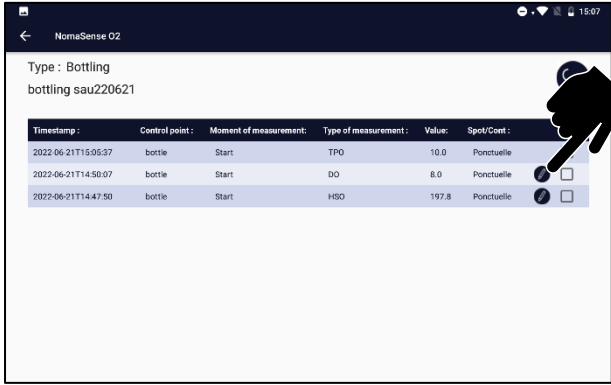 15:07
NomaSense O2
Type : Bottling
bottling sau220621
Timestamp : Control point : Moment of measurement: Type of measurement : Value: Spot/Cont :
2022-06-21T15:05:37 bottle Start TPO 10.0 Ponctuelle
2022-06-21T14:50:07 bottle Start DO 8.0 Ponctuelle
2022-06-21T14:47:50 bottle Start HSO 197.8 Ponctuelle